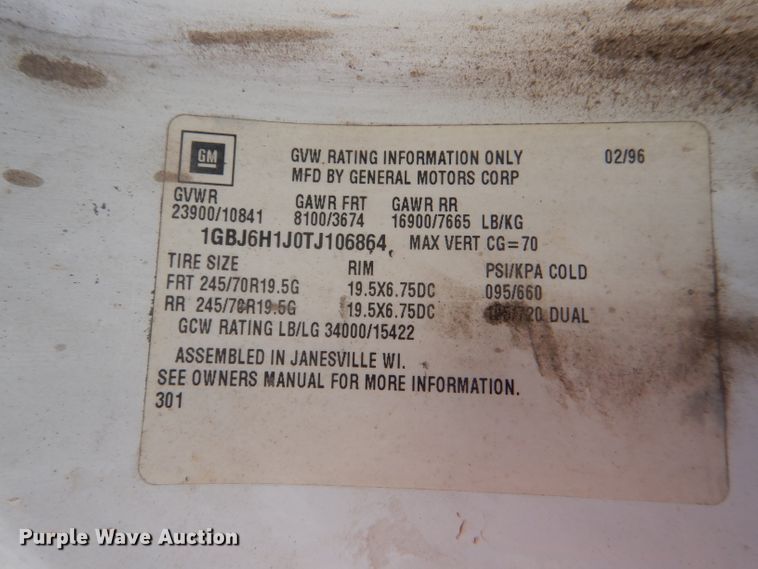 GM
GVW. RATING INFORMATION ONLY 02/96
MFD BY GENERAL MOTORS CORP
GVWR GAWR FRT GAWR RR
23900/10841 8100/3674 16900/7665 LB/KG
1GBJ6H1J0TJ106864 MAX VERT CG=70
TIRE SIZE RIM PSI/KPA COLD
FRT 245/70R19.5G 19.5X6.75DC 095/660
RR 245/70R19.5G 19.5X6.75DC DUAL
GCW RATING LB/LG 34000/15422
ASSEMBLED IN JANESVILLE WI.
SEE OWNERS MANUAL FOR MORE INFORMATION.
301
Purple Wave Auction